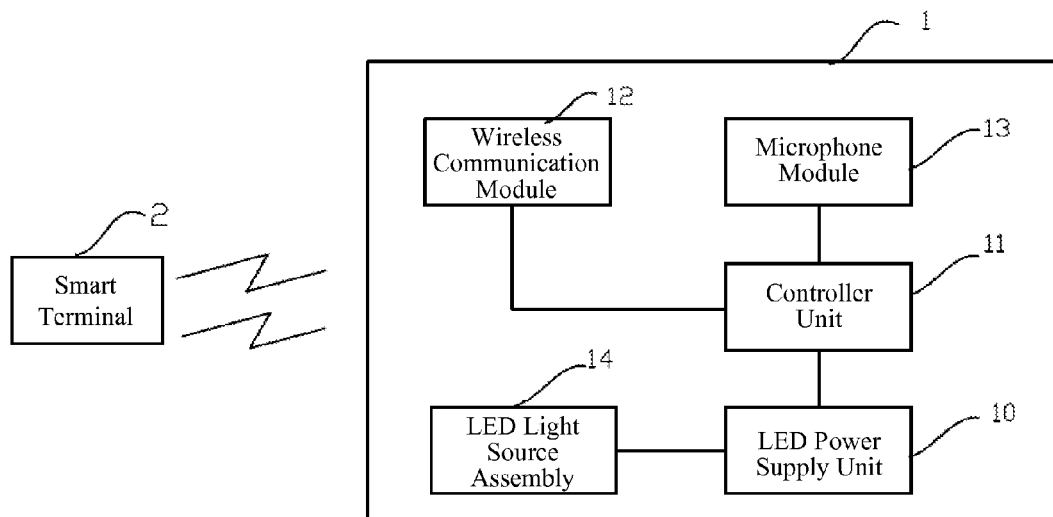 1
12
Wireless
Communication
Module
13
Microphone
Module
2
Smart
Terminal
11
Controller
Unit
14
LED Light
Source
Assembly
10
LED Power
Supply Unit